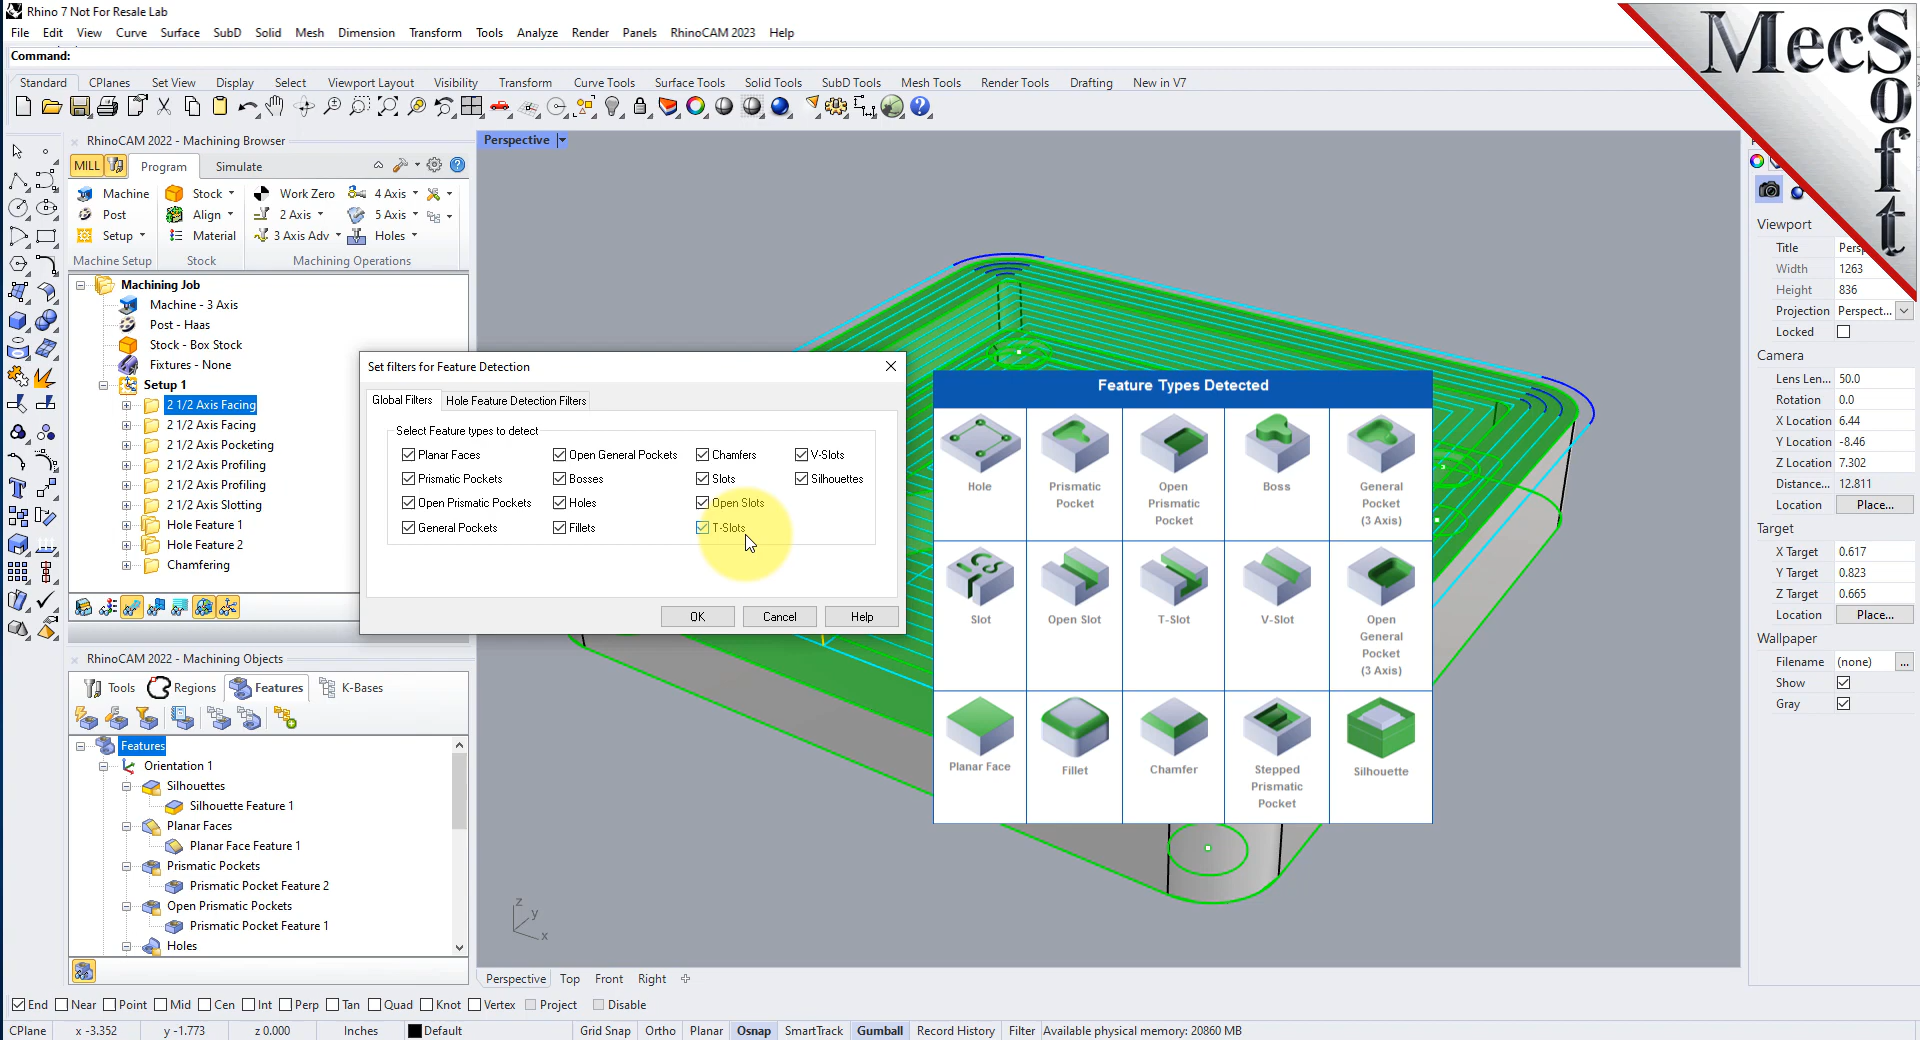 Rhino 7 Not For Resale Lab
File Edit View Curve Surface SubD Solid Mesh Dimension Transform Tools Analyze Render Panels RhinoCAM 2023 Help
Command:
Standard CPlanes Set View Display Select Viewport Layout Visibility Transform Curve Tools Surface Tools Solid Tools SubD Tools Mesh Tools Render Tools Drafting New in V7
MecSoft
RhinoCAM 2022 - Machining Browser
MILL Program Simulate
Machine Stock Work Zero 4 Axis
Post Align 2 Axis 5 Axis
Setup Material 3 Axis Adv Holes
Machine Setup Stock Machining Operations
Machining Job
Machine - 3 Axis
Post - Haas
Stock - Box Stock
Fixtures - None
Setup 1
2 1/2 Axis Facing
2 1/2 Axis Facing
2 1/2 Axis Pocketing
2 1/2 Axis Profiling
2 1/2 Axis Profiling
2 1/2 Axis Slotting
Hole Feature 1
Hole Feature 2
Chamfering
RhinoCAM 2022 - Machining Objects
Tools Regions Features K-Bases
Features
Orientation 1
Silhouettes
Silhouette Feature 1
Planar Faces
Planar Face Feature 1
Prismatic Pockets
Prismatic Pocket Feature 2
Open Prismatic Pockets
Prismatic Pocket Feature 1
Holes
Perspective
Set filters for Feature Detection
Global Filters Hole Feature Detection Filters
Select Feature types to detect
Planar Faces Open General Pockets Chamfers V-Slots
Prismatic Pockets Bosses Slots Silhouettes
Open Prismatic Pockets Holes Open Slots
General Pockets Fillets T-Slots
OK Cancel Help
Feature Types Detected
Hole
Prismatic
Pocket
Open
Prismatic
Pocket
Boss
General
Pocket
(3 Axis)
Slot
Open Slot
T-Slot
V-Slot
Open
General
Pocket
(3 Axis)
Planar Face
Fillet
Chamfer
Stepped
Prismatic
Pocket
Silhouette
z
y
x
Viewport
Title
Width 1263
Height 836
Projection Perspect...
Locked
Camera
Lens Len... 50.0
Rotation 0.0
X Location 6.44
Y Location -8.46
Z Location 7.302
Distance... 12.811
Location Place...
Target
X Target 0.617
Y Target 0.823
Z Target 0.665
Location Place...
Wallpaper
Filename (none) ...
Show
Gray
Perspective Top Front Right
End Near Point Mid Cen Int Perp Tan Quad Knot Vertex Project Disable
CPlane x -3.352 y -1.773 z 0.000 Inches Default Grid Snap Ortho Planar Osnap SmartTrack Gumball Record History Filter Available physical memory: 20860 MB